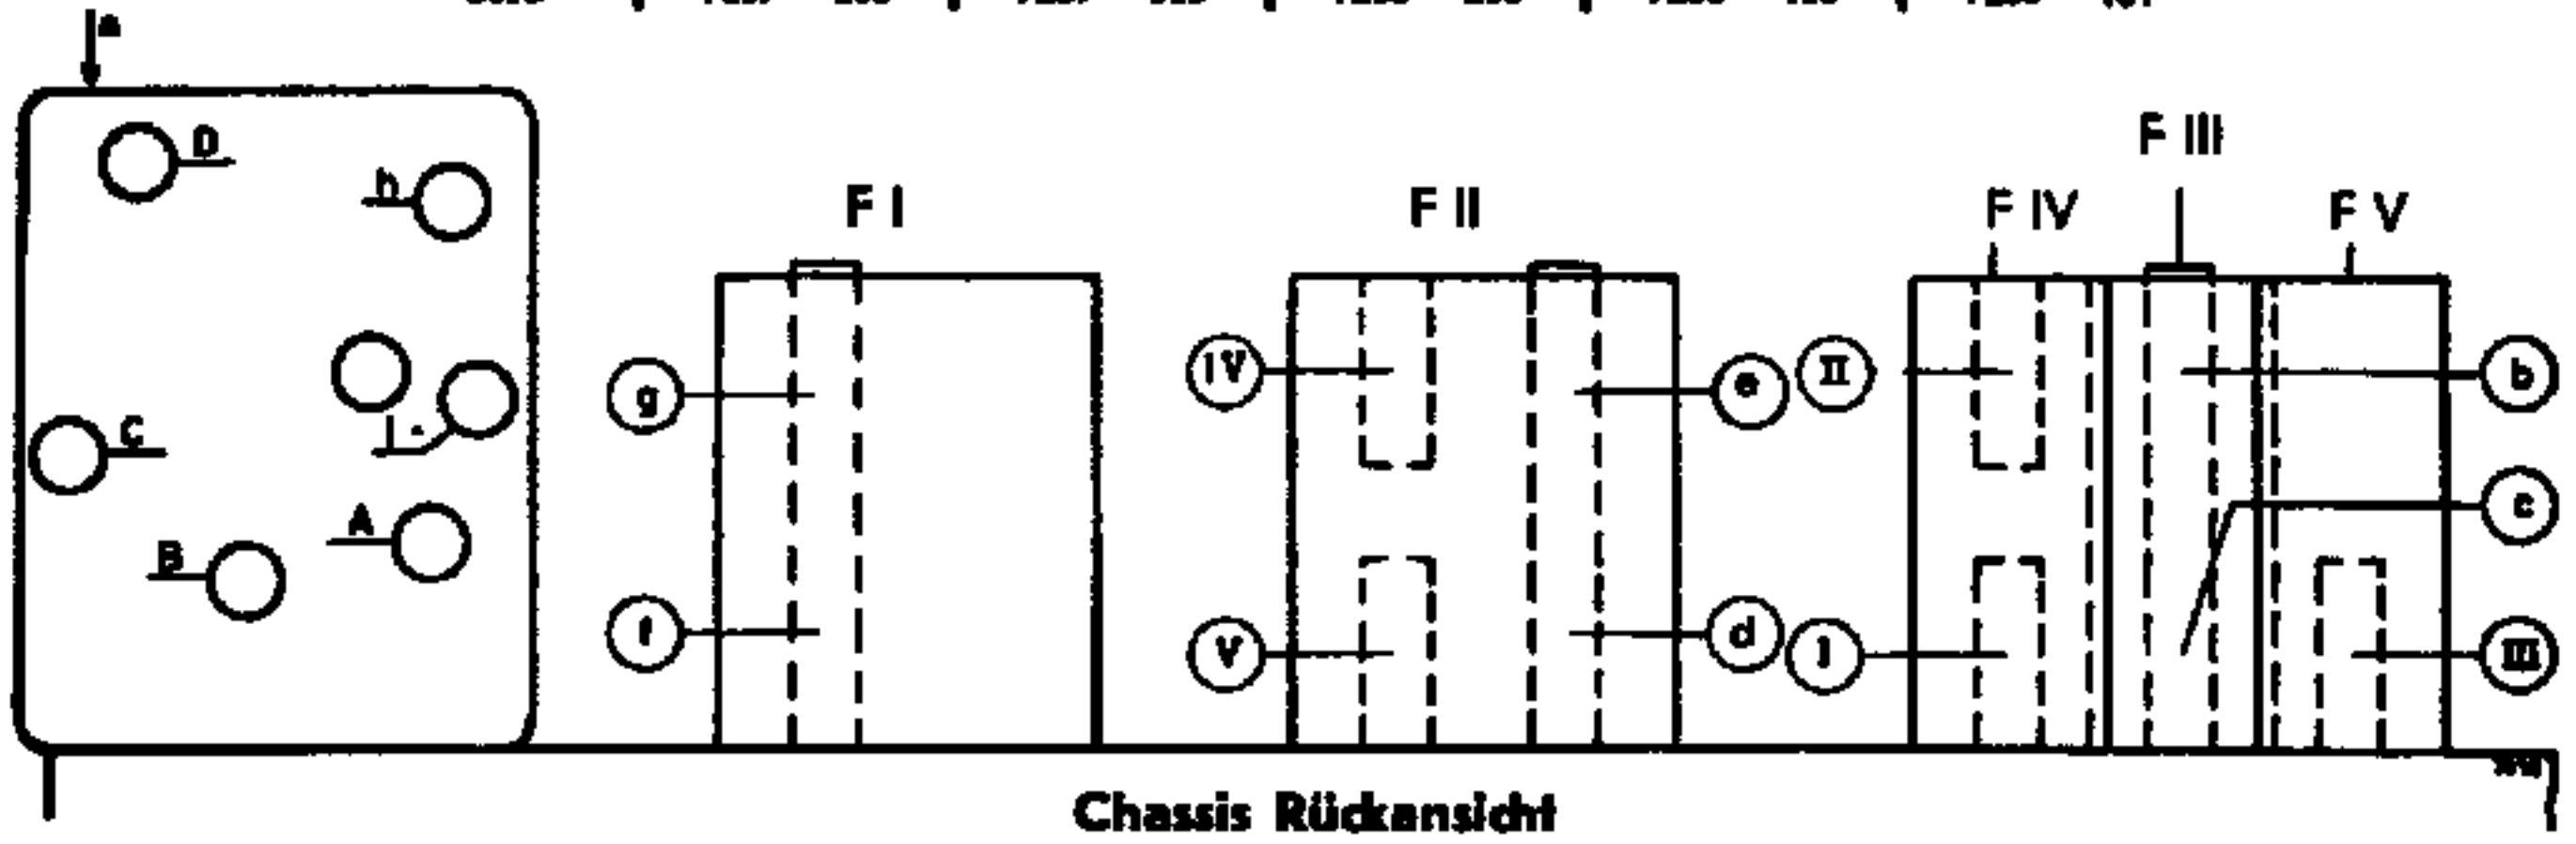 a
D
h
F III
F I
F II
F IV
F V
IV
e
II
b
g
C
c
A
B
f
V
d
I
III
Chassis Rückansicht